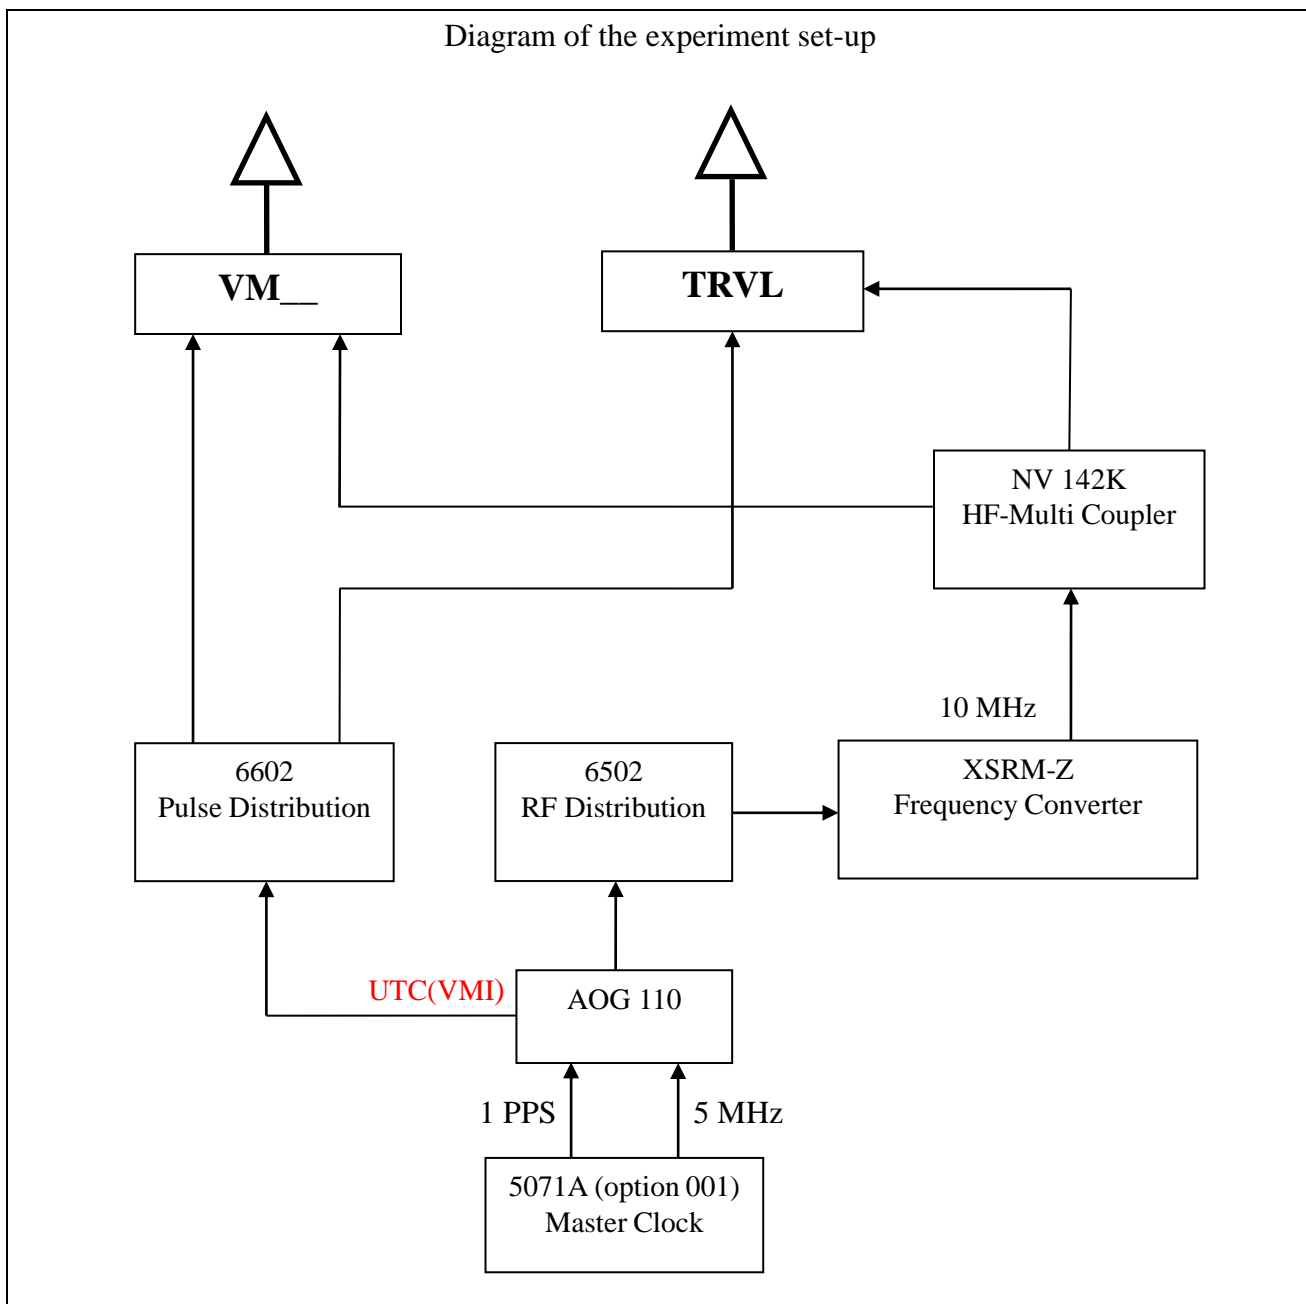 Diagram of the experiment set-up
VM__
TRVL
NV 142K
HF-Multi Coupler
10 MHz
6602
Pulse Distribution
6502
RF Distribution
XSRM-Z
Frequency Converter
UTC(VMI)
AOG 110
1 PPS
5 MHz
5071A (option 001)
Master Clock